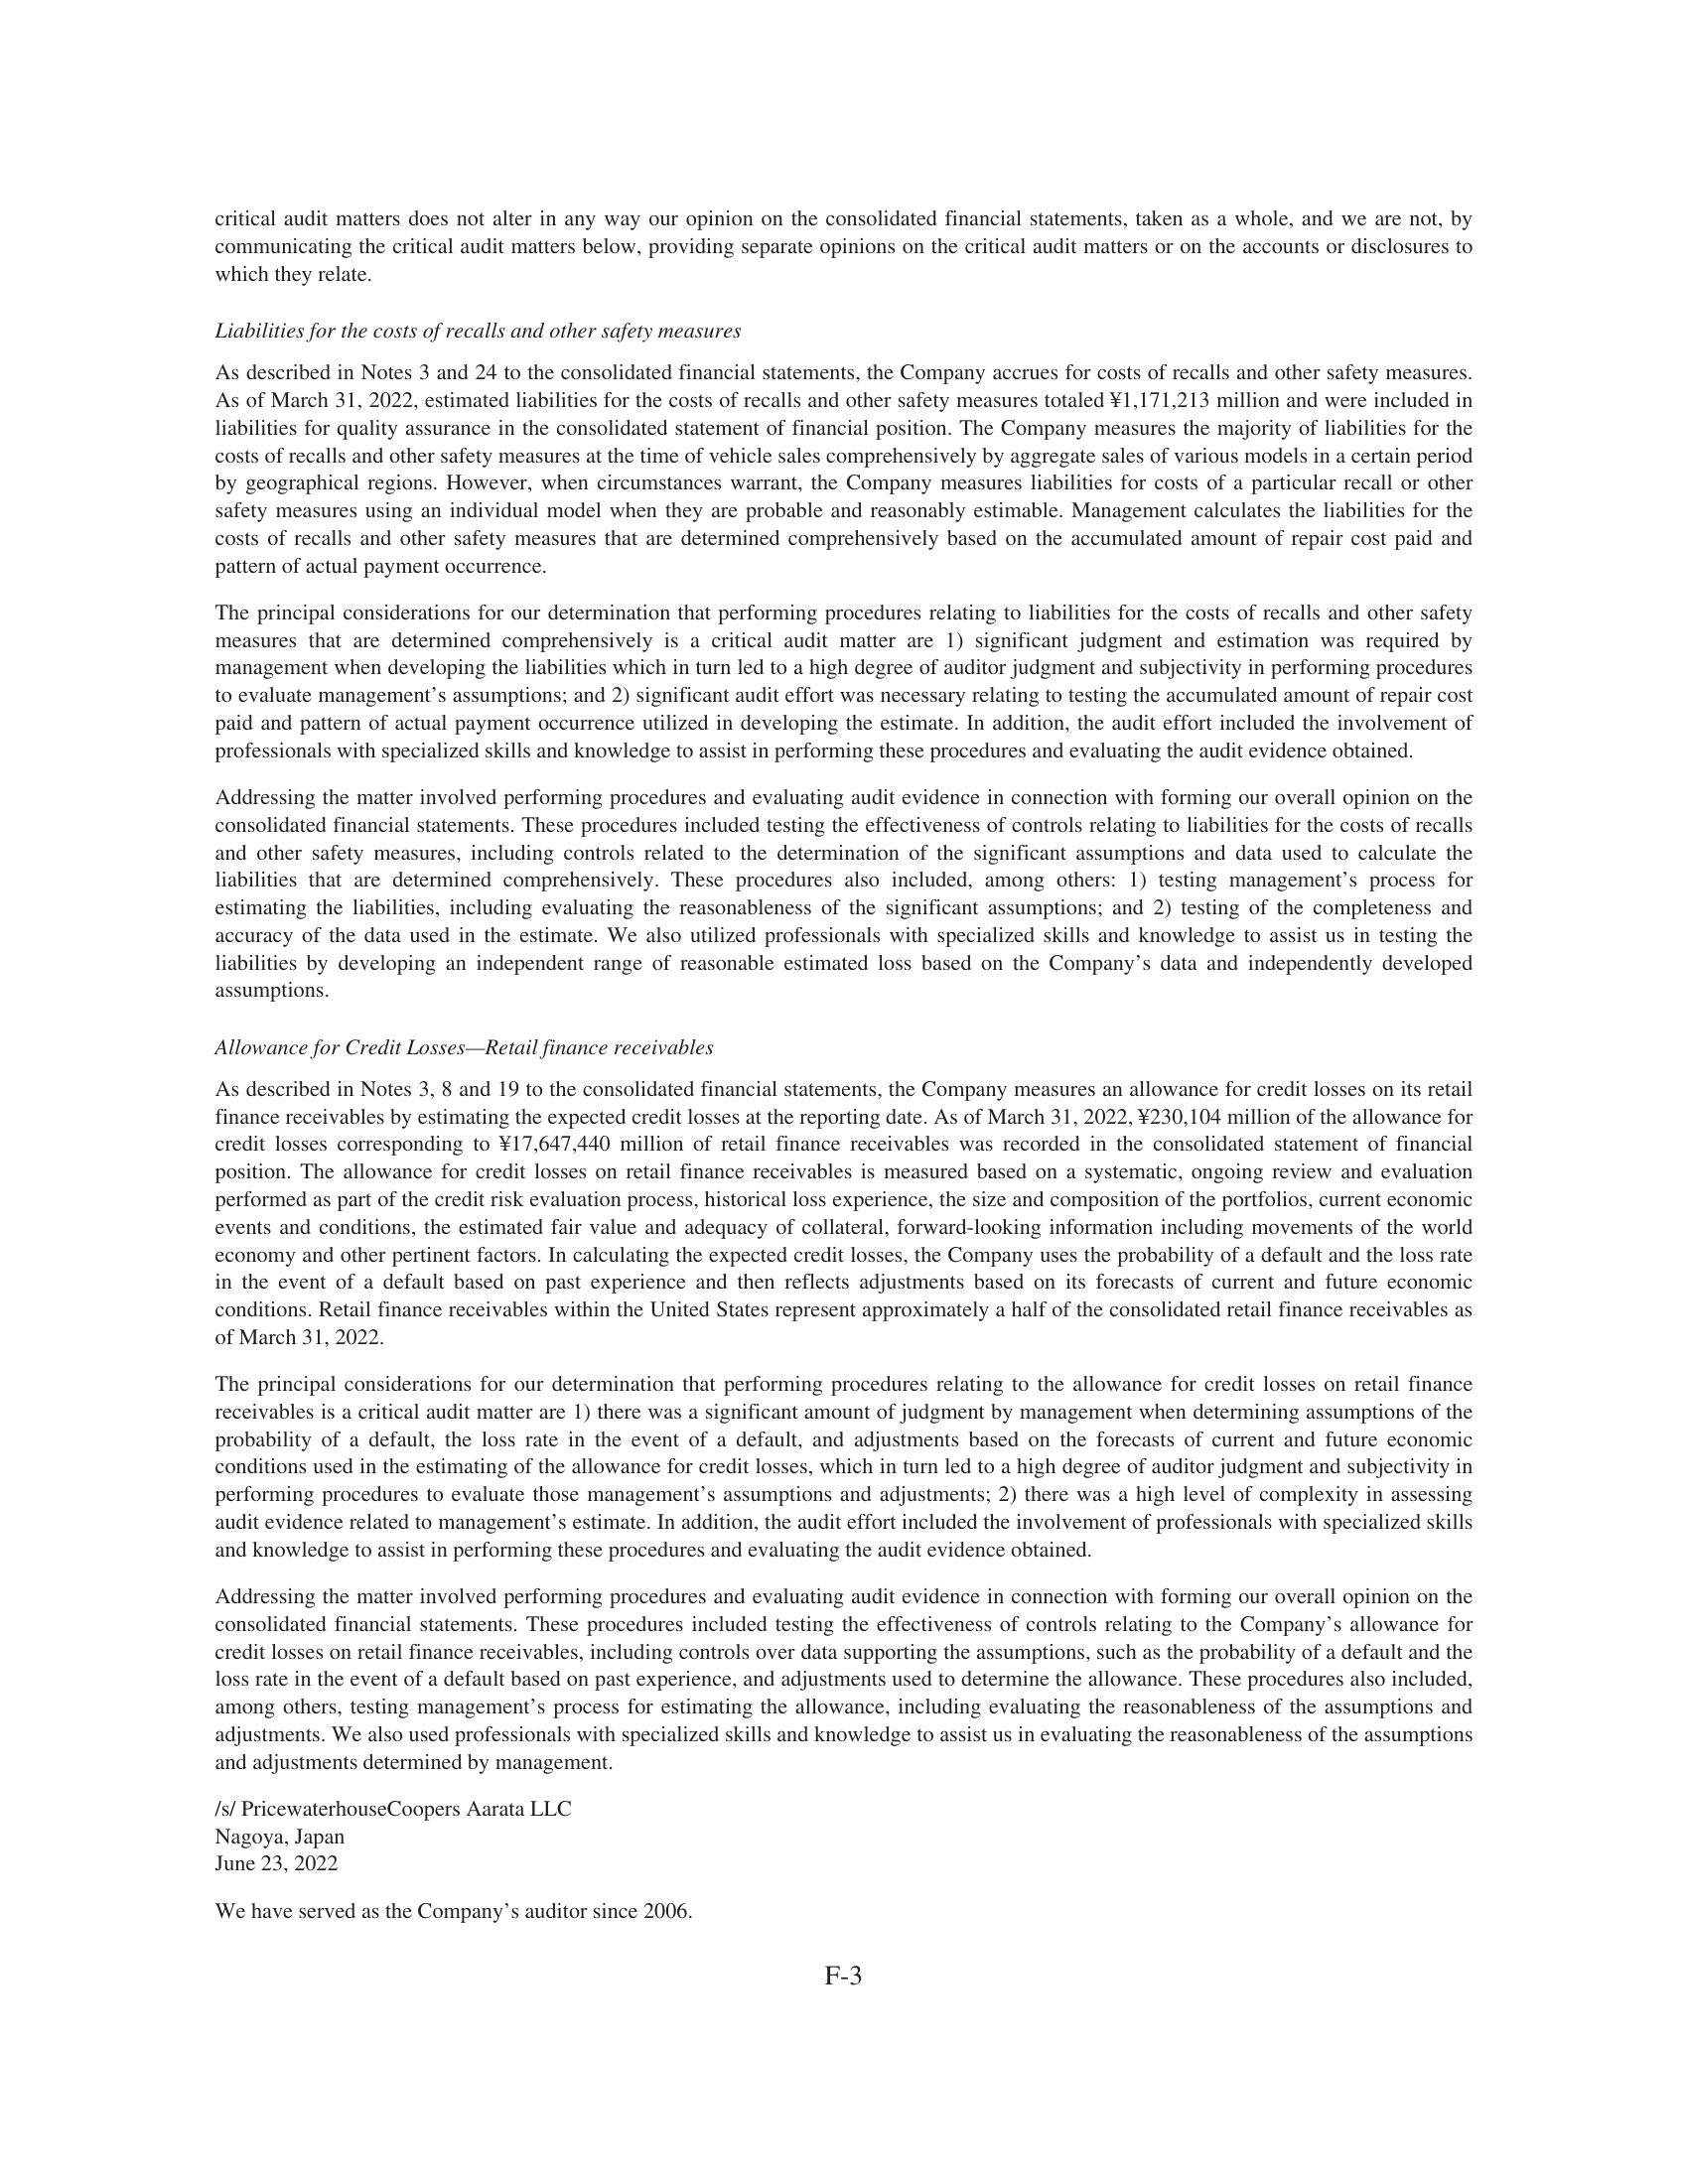 critical audit matters does not alter in any way our opinion on the consolidated financial statements, taken as a whole, and we are not, by
communicating the critical audit matters below, providing separate opinions on the critical audit matters or on the accounts or disclosures to
which they relate.
Liabilities for the costs of recalls and other safety measures
As described in Notes 3 and 24 to the consolidated financial statements, the Company accrues for costs of recalls and other safety measures.
As of March 31, 2022, estimated liabilities for the costs of recalls and other safety measures totaled ¥1,171,213 million and were included in
liabilities for quality assurance in the consolidated statement of financial position. The Company measures the majority of liabilities for the
costs of recalls and other safety measures at the time of vehicle sales comprehensively by aggregate sales of various models in a certain period
by geographical regions. However, when circumstances warrant, the Company measures liabilities for costs of a particular recall or other
safety measures using an individual model when they are probable and reasonably estimable. Management calculates the liabilities for the
costs of recalls and other safety measures that are determined comprehensively based on the accumulated amount of repair cost paid and
pattern of actual payment occurrence.
The principal considerations for our determination that performing procedures relating to liabilities for the costs of recalls and other safety
measures that are determined comprehensively is a critical audit matter are 1) significant judgment and estimation was required by
management when developing the liabilities which in turn led to a high degree of auditor judgment and subjectivity in performing procedures
to evaluate management’s assumptions; and 2) significant audit effort was necessary relating to testing the accumulated amount of repair cost
paid and pattern of actual payment occurrence utilized in developing the estimate. In addition, the audit effort included the involvement of
professionals with specialized skills and knowledge to assist in performing these procedures and evaluating the audit evidence obtained.
Addressing the matter involved performing procedures and evaluating audit evidence in connection with forming our overall opinion on the
consolidated financial statements. These procedures included testing the effectiveness of controls relating to liabilities for the costs of recalls
and other safety measures, including controls related to the determination of the significant assumptions and data used to calculate the
liabilities that are determined comprehensively. These procedures also included, among others: 1) testing management’s process for
estimating the liabilities, including evaluating the reasonableness of the significant assumptions; and 2) testing of the completeness and
accuracy of the data used in the estimate. We also utilized professionals with specialized skills and knowledge to assist us in testing the
liabilities by developing an independent range of reasonable estimated loss based on the Company’s data and independently developed
assumptions.
Allowance for Credit Losses—Retail finance receivables
As described in Notes 3, 8 and 19 to the consolidated financial statements, the Company measures an allowance for credit losses on its retail
finance receivables by estimating the expected credit losses at the reporting date. As of March 31, 2022, ¥230,104 million of the allowance for
credit losses corresponding to ¥17,647,440 million of retail finance receivables was recorded in the consolidated statement of financial
position. The allowance for credit losses on retail finance receivables is measured based on a systematic, ongoing review and evaluation
performed as part of the credit risk evaluation process, historical loss experience, the size and composition of the portfolios, current economic
events and conditions, the estimated fair value and adequacy of collateral, forward-looking information including movements of the world
economy and other pertinent factors. In calculating the expected credit losses, the Company uses the probability of a default and the loss rate
in the event of a default based on past experience and then reflects adjustments based on its forecasts of current and future economic
conditions. Retail finance receivables within the United States represent approximately a half of the consolidated retail finance receivables as
of March 31, 2022.
The principal considerations for our determination that performing procedures relating to the allowance for credit losses on retail finance
receivables is a critical audit matter are 1) there was a significant amount of judgment by management when determining assumptions of the
probability of a default, the loss rate in the event of a default, and adjustments based on the forecasts of current and future economic
conditions used in the estimating of the allowance for credit losses, which in turn led to a high degree of auditor judgment and subjectivity in
performing procedures to evaluate those management’s assumptions and adjustments; 2) there was a high level of complexity in assessing
audit evidence related to management’s estimate. In addition, the audit effort included the involvement of professionals with specialized skills
and knowledge to assist in performing these procedures and evaluating the audit evidence obtained.
Addressing the matter involved performing procedures and evaluating audit evidence in connection with forming our overall opinion on the
consolidated financial statements. These procedures included testing the effectiveness of controls relating to the Company’s allowance for
credit losses on retail finance receivables, including controls over data supporting the assumptions, such as the probability of a default and the
loss rate in the event of a default based on past experience, and adjustments used to determine the allowance. These procedures also included,
among others, testing management’s process for estimating the allowance, including evaluating the reasonableness of the assumptions and
adjustments. We also used professionals with specialized skills and knowledge to assist us in evaluating the reasonableness of the assumptions
and adjustments determined by management.
/s/ PricewaterhouseCoopers Aarata LLC
Nagoya, Japan
June 23, 2022
We have served as the Company’s auditor since 2006.
F-3